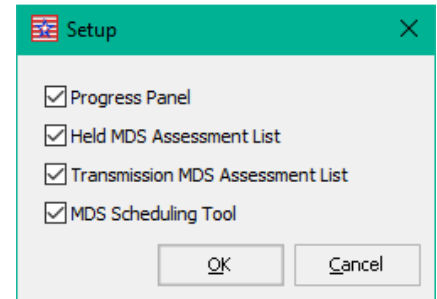 Setup
Progress Panel
Held MDS Assessment List
Transmission MDS Assessment List
MDS Scheduling Tool
OK Cancel